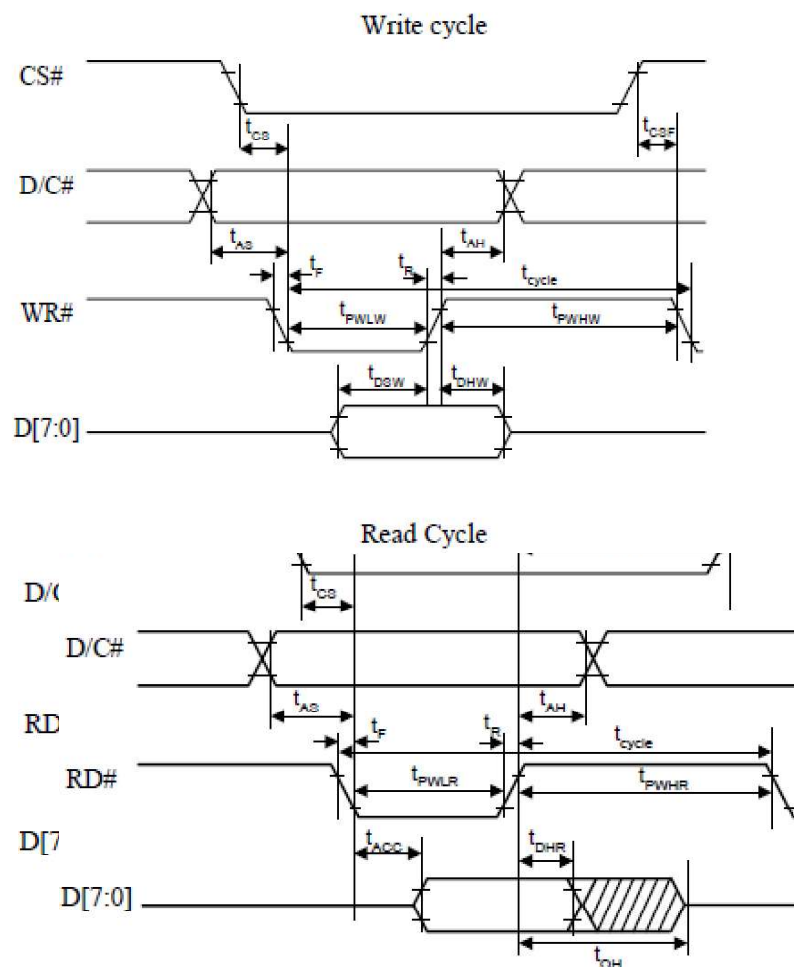 Write cycle
CS#
tCS
tCSF
D/C#
tAS
tF
tR
tAH
tcycle
WR#
tPWLW
tPWHW
tDSW
tDHW
D[7:0]
Read Cycle
tCS
D/C#
tAS
tF
tR
tAH
tcycle
RD
RD#
tPWLR
tPWHR
tACC
tDHR
D[7:0]